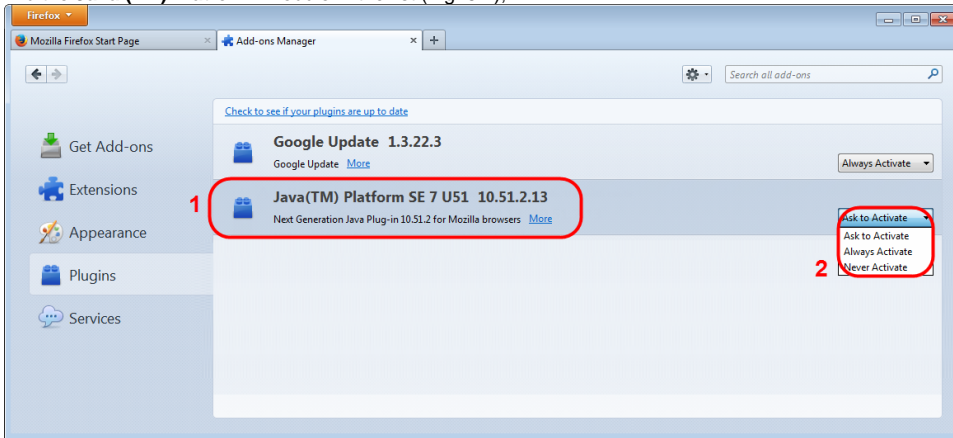 Firefox
Mozilla Firefox Start Page
Add-ons Manager
Search all add-ons
Check to see if your plugins are up to date
Get Add-ons
Extensions
Appearance
Plugins
Services
Google Update 1.3.22.3
Google Update More
Always Activate
1
Java(TM) Platform SE 7 U51 10.51.2.13
Next Generation Java Plug-in 10.51.2 for Mozilla browsers More
Ask to Activate
Ask to Activate
Always Activate
2
Never Activate